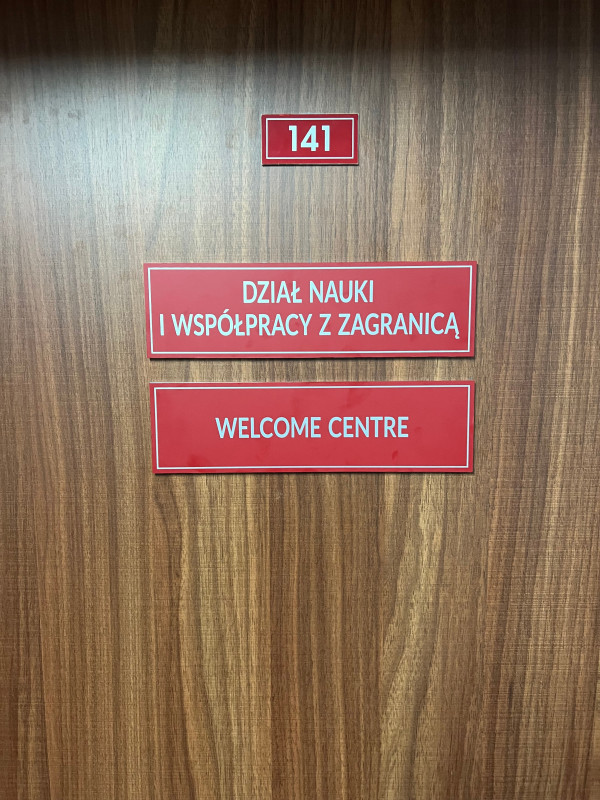 141
DZIAŁ NAUKI
I WSPÓŁPRACY Z ZAGRANICĄ
WELCOME CENTRE